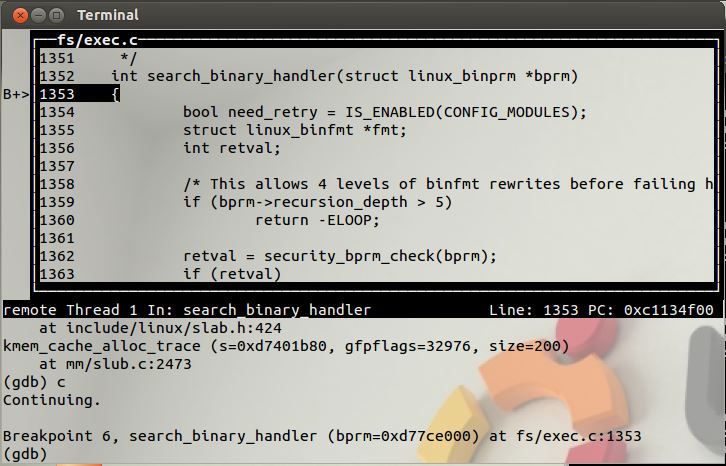 Terminal
fs/exec.c
1351     */
1352    int search_binary_handler(struct linux_binprm *bprm)
B+> 1353    {
1354            bool need_retry = IS_ENABLED(CONFIG_MODULES);
1355            struct linux_binfmt *fmt;
1356            int retval;
1357
1358            /* This allows 4 levels of binfmt rewrites before failing h
1359            if (bprm->recursion_depth > 5)
1360                    return -ELOOP;
1361
1362            retval = security_bprm_check(bprm);
1363            if (retval)
remote Thread 1 In: search_binary_handler Line: 1353 PC: 0xc1134f00
    at include/linux/slab.h:424
kmem_cache_alloc_trace (s=0xd7401b80, gfpflags=32976, size=200)
    at mm/slub.c:2473
(gdb) c
Continuing.
Breakpoint 6, search_binary_handler (bprm=0xd77ce000) at fs/exec.c:1353
(gdb)